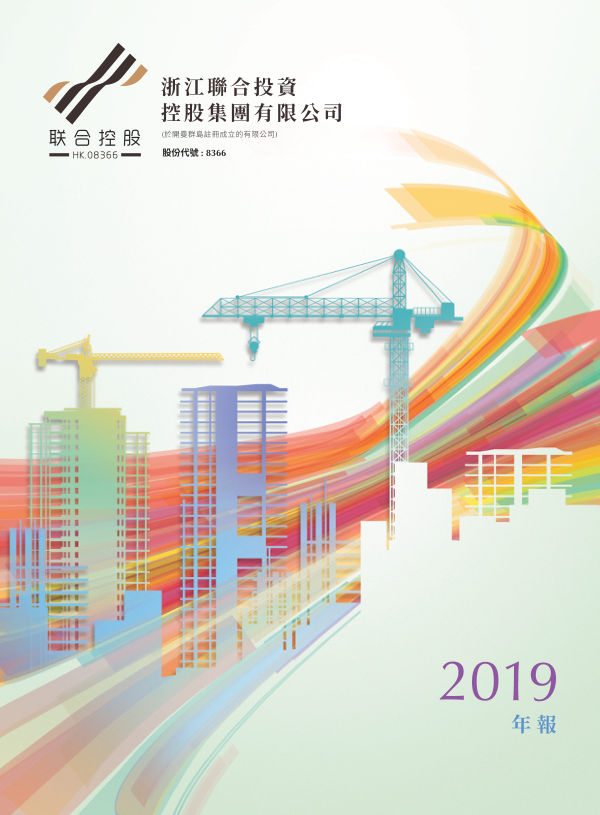 联合控股
HK.08366
浙江聯合投資
控股集團有限公司
(於開曼群島註冊成立的有限公司)
股份代號 : 8366
2019
年報